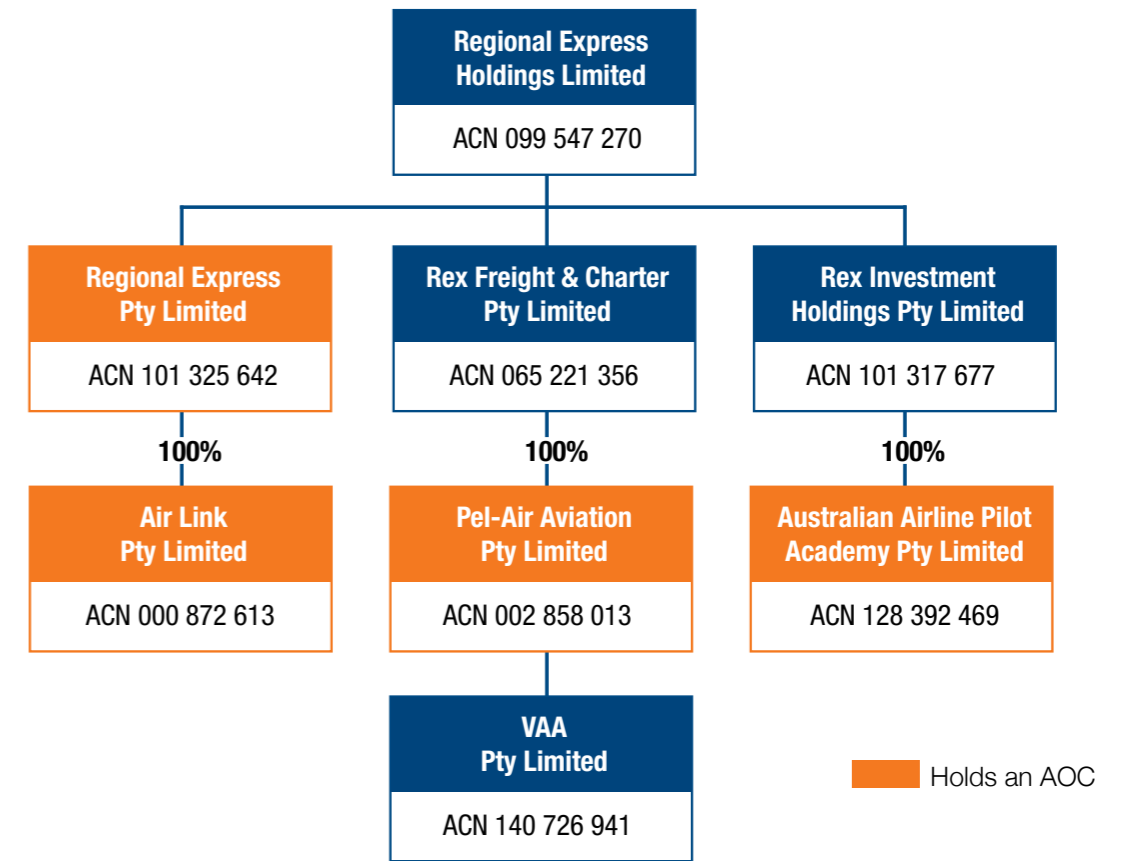 Regional Express
Holdings Limited
ACN 099 547 270
Regional Express
Pty Limited
ACN 101 325 642
Rex Freight & Charter
Pty Limited
ACN 065 221 356
Rex Investment
Holdings Pty Limited
ACN 101 317 677
100%
100%
100%
Air Link
Pty Limited
ACN 000 872 613
Pel-Air Aviation
Pty Limited
ACN 002 858 013
Australian Airline Pilot
Academy Pty Limited
ACN 128 392 469
VAA
Pty Limited
ACN 140 726 941
Holds an AOC